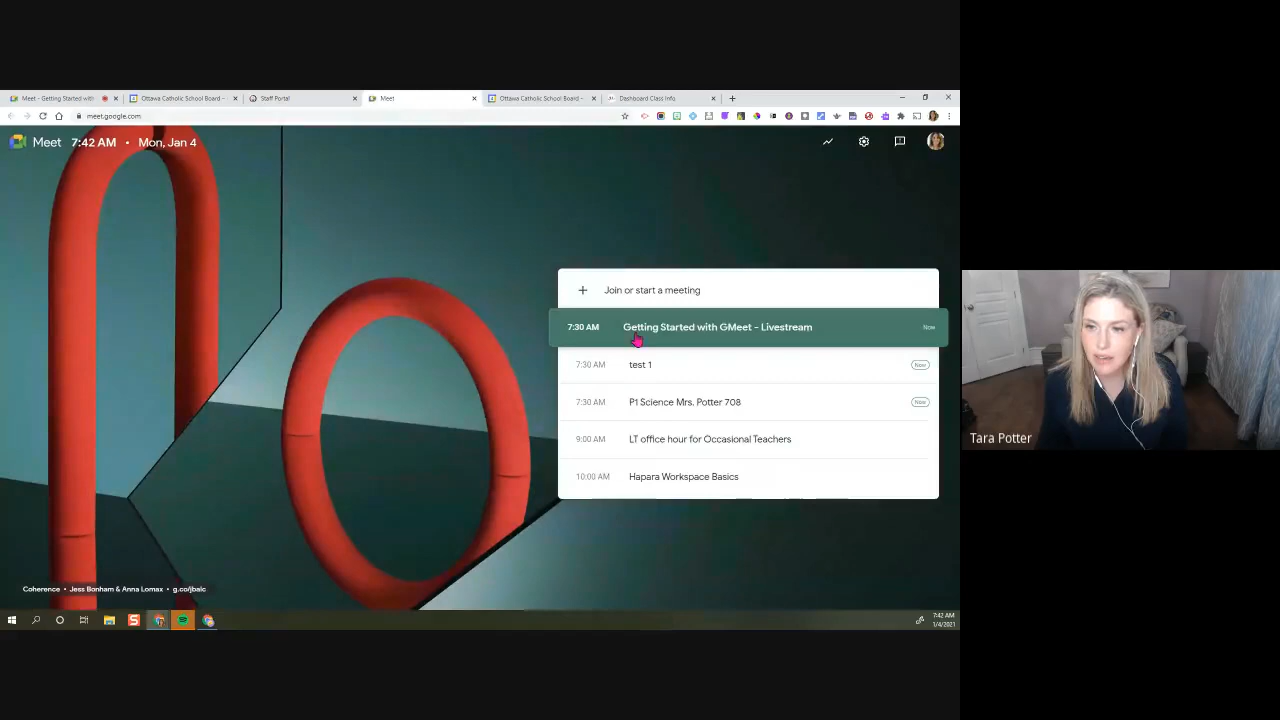 Meet - Getting Started with
Ottawa Catholic School Board -
Staff Portal
Meet
Ottawa Catholic School Board -
Dashboard Class Info
meet.google.com
Meet 7:42 AM • Mon, Jan 4
Join or start a meeting
7:30 AM Getting Started with GMeet - Livestream Now
7:30 AM test 1 Now
7:30 AM P1 Science Mrs. Potter 708 Now
9:00 AM LT office hour for Occasional Teachers
10:00 AM Hapara Workspace Basics
Tara Potter
Coherence • Jess Bonham & Anna Lomax • g.co/jbalc
7:42 AM
1/4/2021